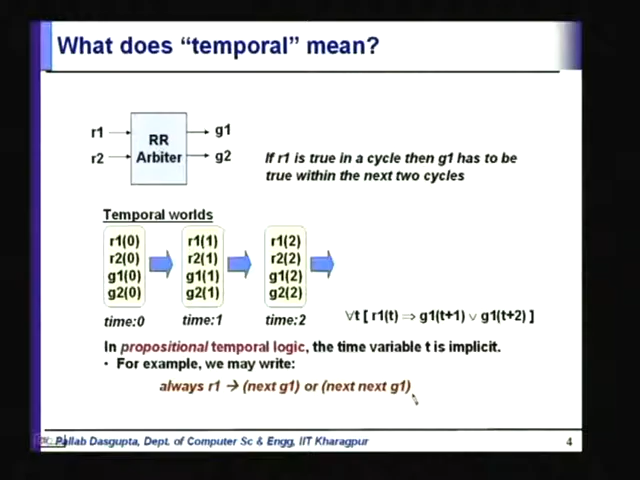 What does “temporal” mean?
r1
r2
RR
Arbiter
g1
g2
If r1 is true in a cycle then g1 has to be
true within the next two cycles
Temporal worlds
r1(0)
r2(0)
g1(0)
g2(0)
r1(1)
r2(1)
g1(1)
g2(1)
r1(2)
r2(2)
g1(2)
g2(2)
time:0
time:1
time:2
∀t [ r1(t) ⇒ g1(t+1) ∨ g1(t+2) ]
In propositional temporal logic, the time variable t is implicit.
• For example, we may write:
always r1 → (next g1) or (next next g1)
Pallab Dasgupta, Dept. of Computer Sc & Engg, IIT Kharagpur
4